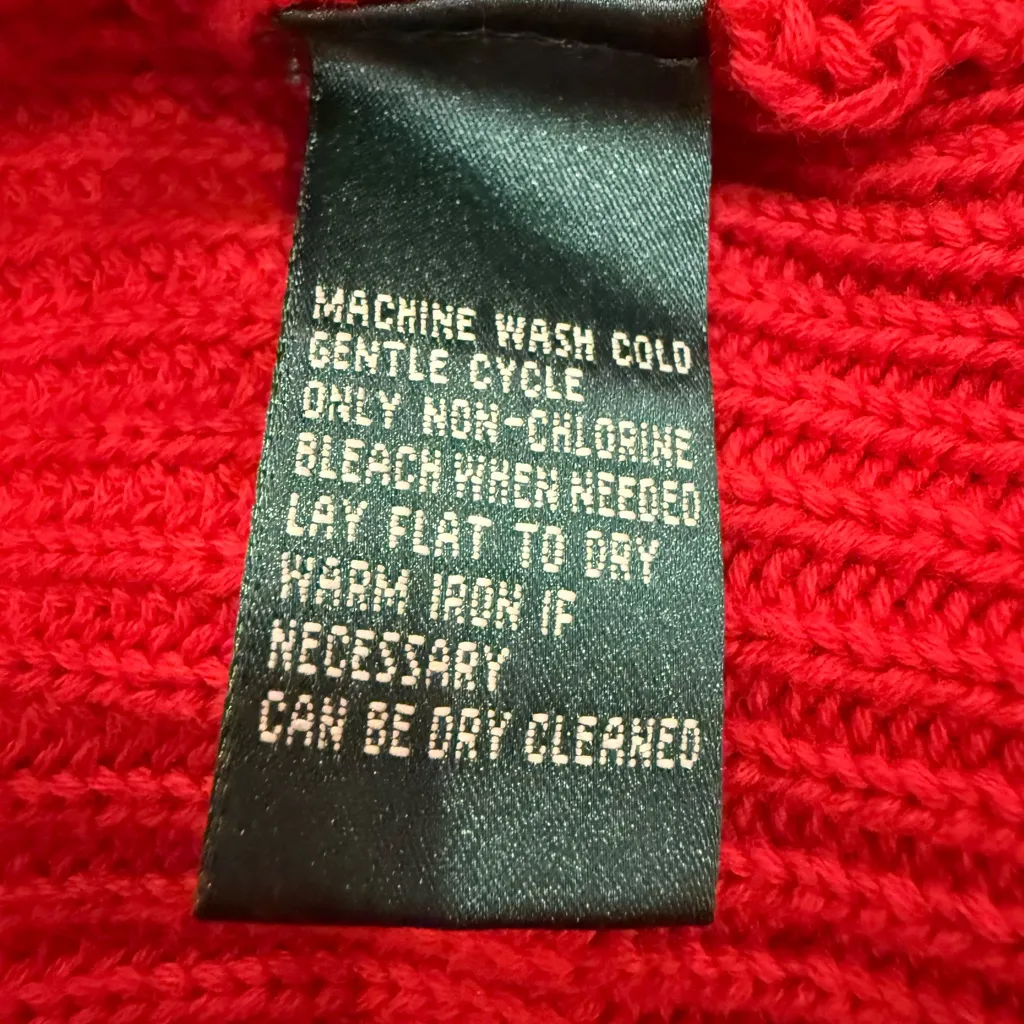 MACHINE WASH COLD
GENTLE CYCLE
ONLY NON-CHLORINE
BLEACH WHEN NEEDED
LAY FLAT TO DRY
WARM IRON IF
NECESSARY
CAN BE DRY CLEANED